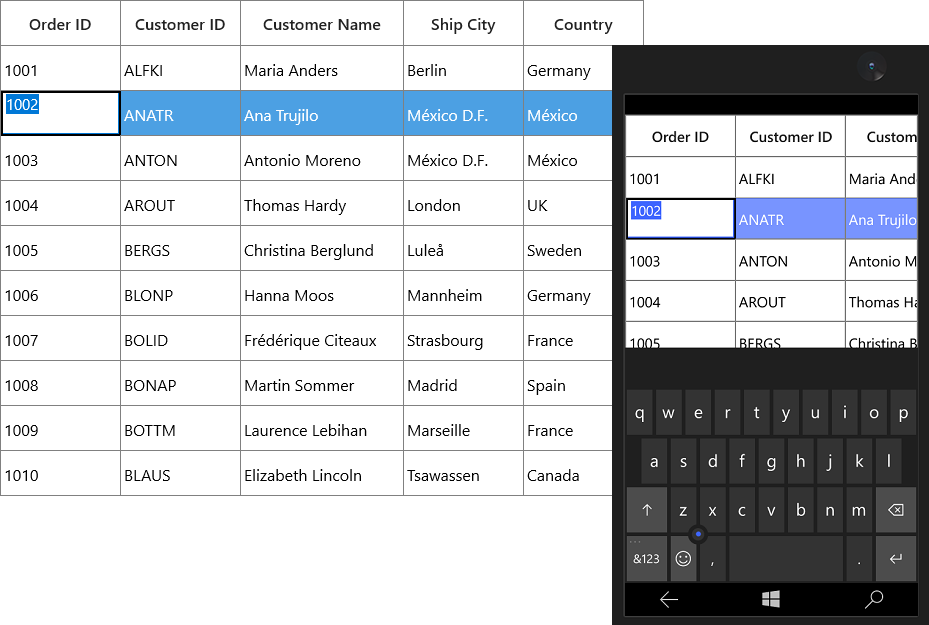 Order ID Customer ID Customer Name Ship City Country
1001 ALFKI Maria Anders Berlin Germany
1002 ANATR Ana Trujilo México D.F. México
1003 ANTON Antonio Moreno México D.F. México
1004 AROUT Thomas Hardy London UK
1005 BERGS Christina Berglund Luleå Sweden
1006 BLONP Hanna Moos Mannheim Germany
1007 BOLID Frédérique Citeaux Strasbourg France
1008 BONAP Martin Sommer Madrid Spain
1009 BOTTM Laurence Lebihan Marseille France
1010 BLAUS Elizabeth Lincoln Tsawassen Canada
Order ID Customer ID Custom
1001 ALFKI Maria And
1002 ANATR Ana Trujilo
1003 ANTON Antonio M
1004 AROUT Thomas Ha
1005 BERGS Christina B
q w e r t y u i o p
a s d f g h j k l
z x c v b n m
&123 , .